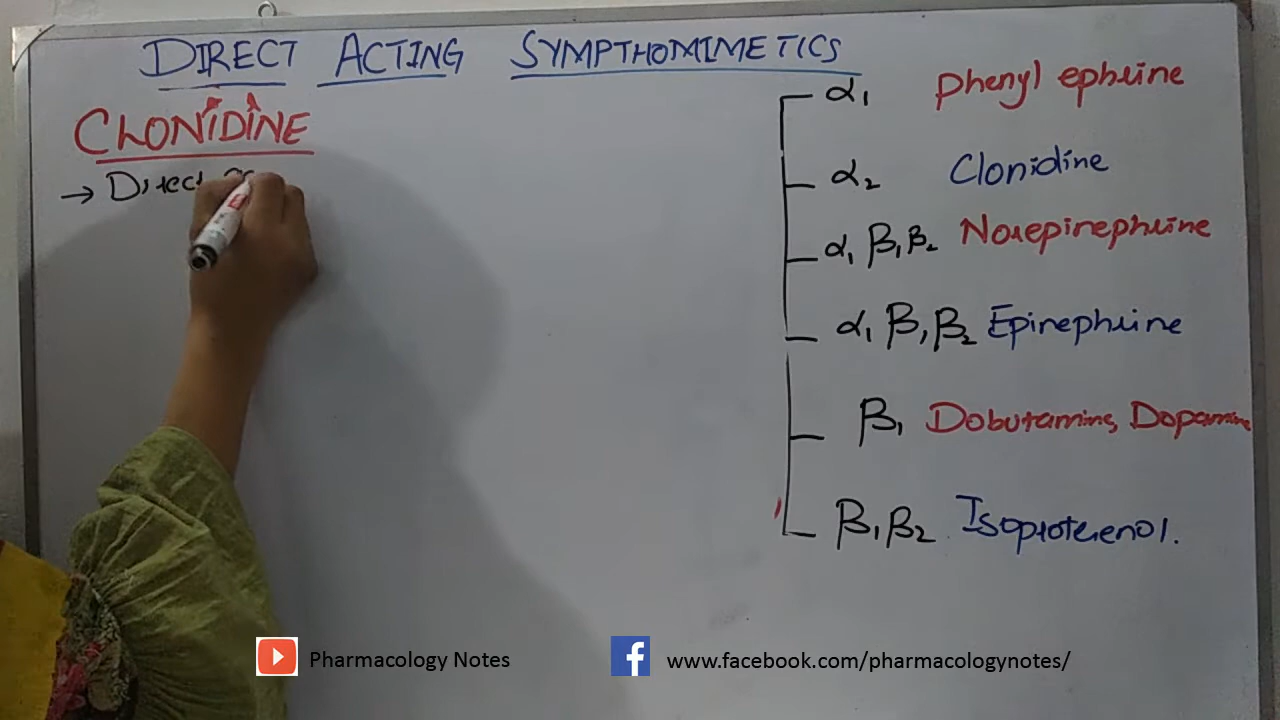 DIRECT ACTING SYMPTHOMIMETICS
CLONIDINE
→ Direct
α₁ Phenyl ephrine
α₂ Clonidine
α₁ β₁ β₂ Norepinephrine
α₁ β₁ β₂ Epinephrine
β₁ Dobutamine, Dopamine
β₁ β₂ Isoproterenol.
Pharmacology Notes
www.facebook.com/pharmacologynotes/